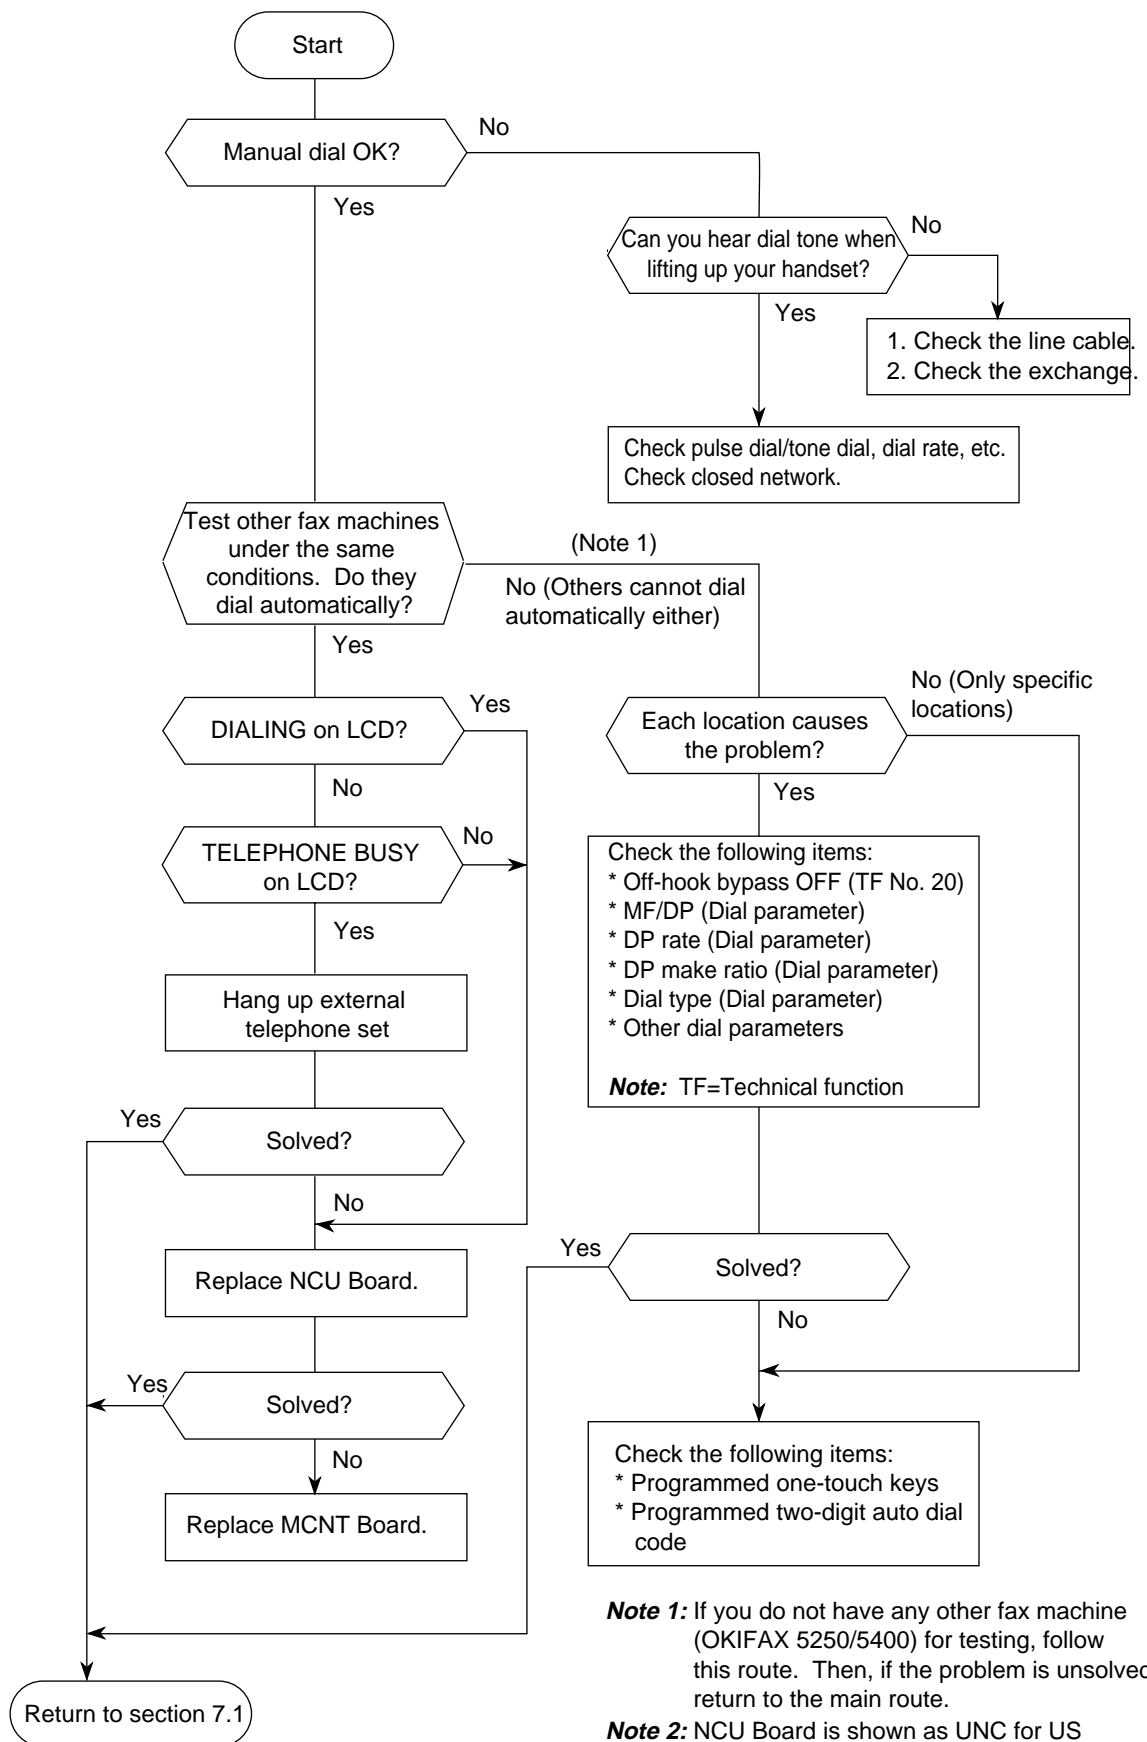 Start
Manual dial OK?
No
Yes
Can you hear dial tone when
lifting up your handset?
No
Yes
1. Check the line cable.
2. Check the exchange.
Check pulse dial/tone dial, dial rate, etc.
Check closed network.
Test other fax machines
under the same
conditions. Do they
dial automatically?
(Note 1)
No (Others cannot dial
automatically either)
Yes
DIALING on LCD?
Yes
No
Each location causes
the problem?
No (Only specific
locations)
Yes
TELEPHONE BUSY
on LCD?
No
Yes
Check the following items:
* Off-hook bypass OFF (TF No. 20)
* MF/DP (Dial parameter)
* DP rate (Dial parameter)
* DP make ratio (Dial parameter)
* Dial type (Dial parameter)
* Other dial parameters
Note: TF=Technical function
Hang up external
telephone set
Yes
Solved?
No
Replace NCU Board.
Yes
Solved?
No
Yes
Solved?
No
Replace MCNT Board.
Check the following items:
* Programmed one-touch keys
* Programmed two-digit auto dial
code
Return to section 7.1
Note 1: If you do not have any other fax machine
(OKIFAX 5250/5400) for testing, follow
this route. Then, if the problem is unsolved
return to the main route.
Note 2: NCU Board is shown as UNC for US